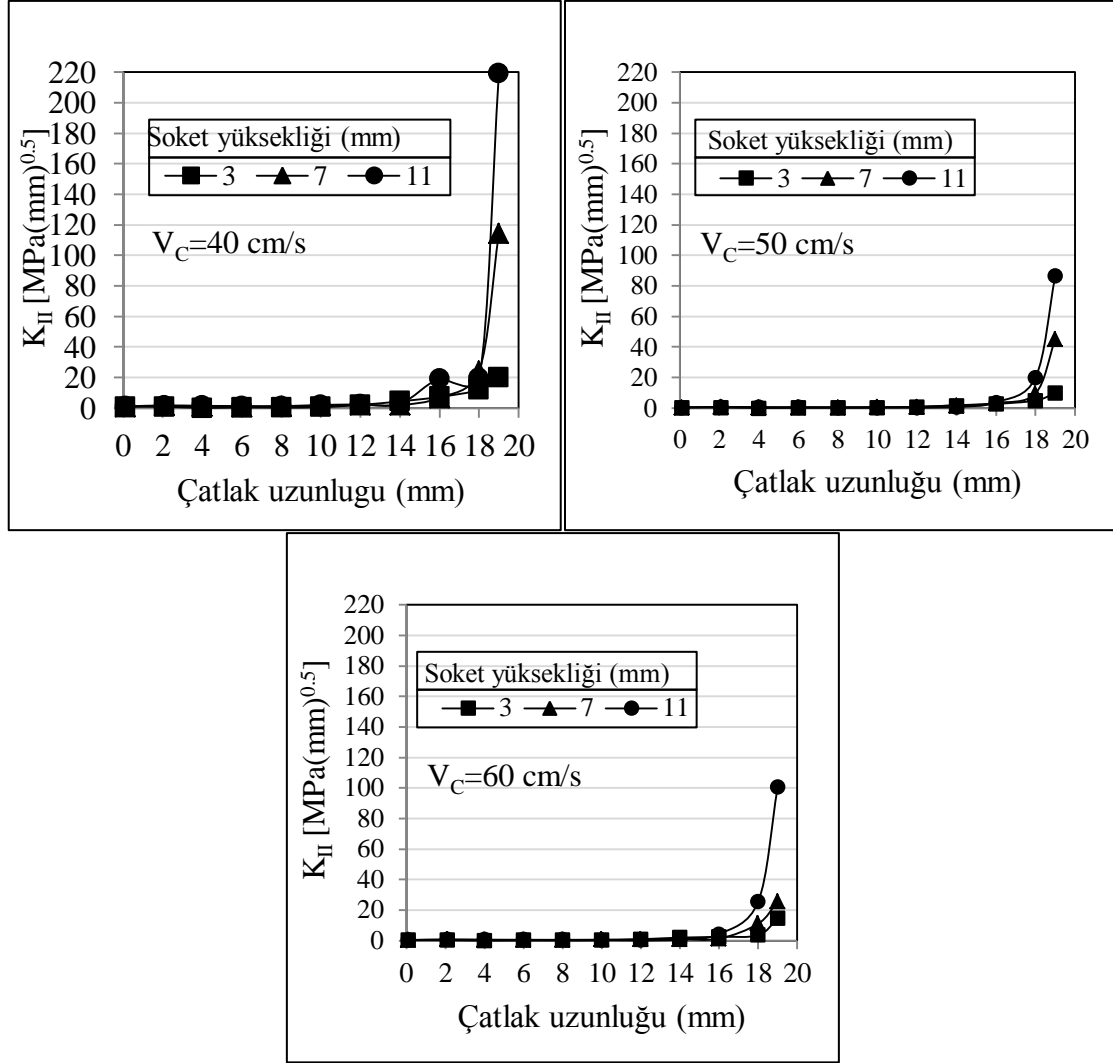 220
200
180
160
140
120
100
80
60
40
20
0
K_II [MPa(mm)^0.5]
Soket yüksekliği (mm)
3 7 11
V_C=40 cm/s
0 2 4 6 8 10 12 14 16 18 20
Çatlak uzunlugu (mm)
220
200
180
160
140
120
100
80
60
40
20
0
K_II [MPa(mm)^0.5]
Soket yüksekliği (mm)
3 7 11
V_C=50 cm/s
0 2 4 6 8 10 12 14 16 18 20
Çatlak uzunluğu (mm)
220
200
180
160
140
120
100
80
60
40
20
0
K_II [MPa(mm)^0.5]
Soket yüksekliği (mm)
3 7 11
V_C=60 cm/s
0 2 4 6 8 10 12 14 16 18 20
Çatlak uzunluğu (mm)